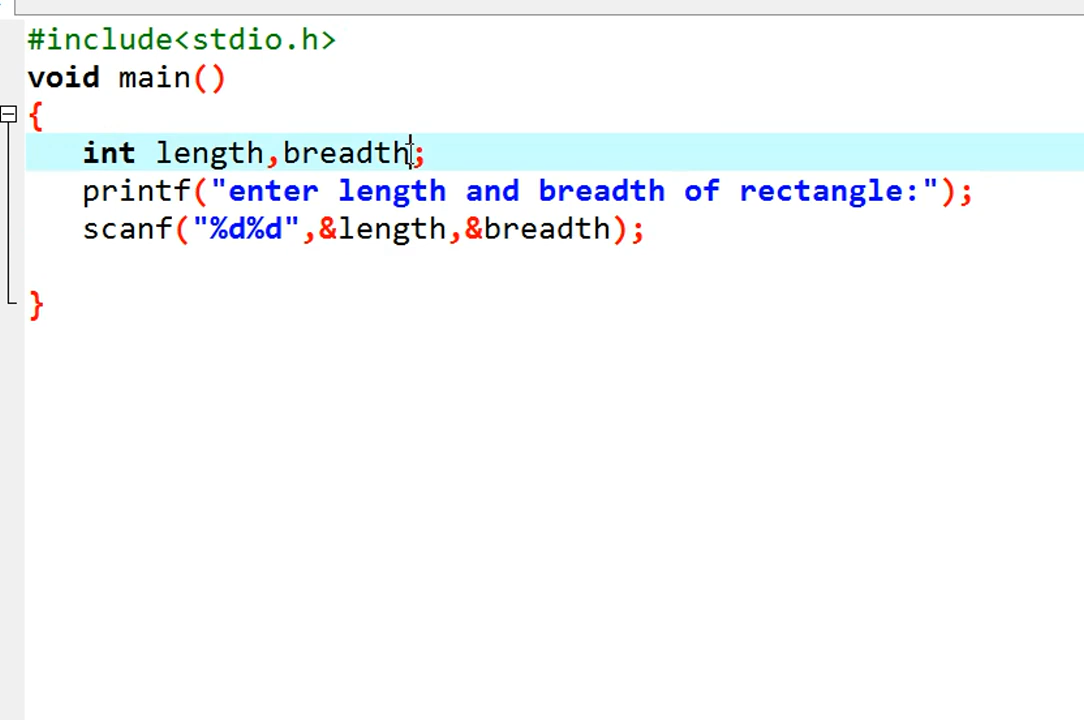 #include<stdio.h>
void main()
{
int length,breadth;
printf("enter length and breadth of rectangle:");
scanf("%d%d",&length,&breadth);
}